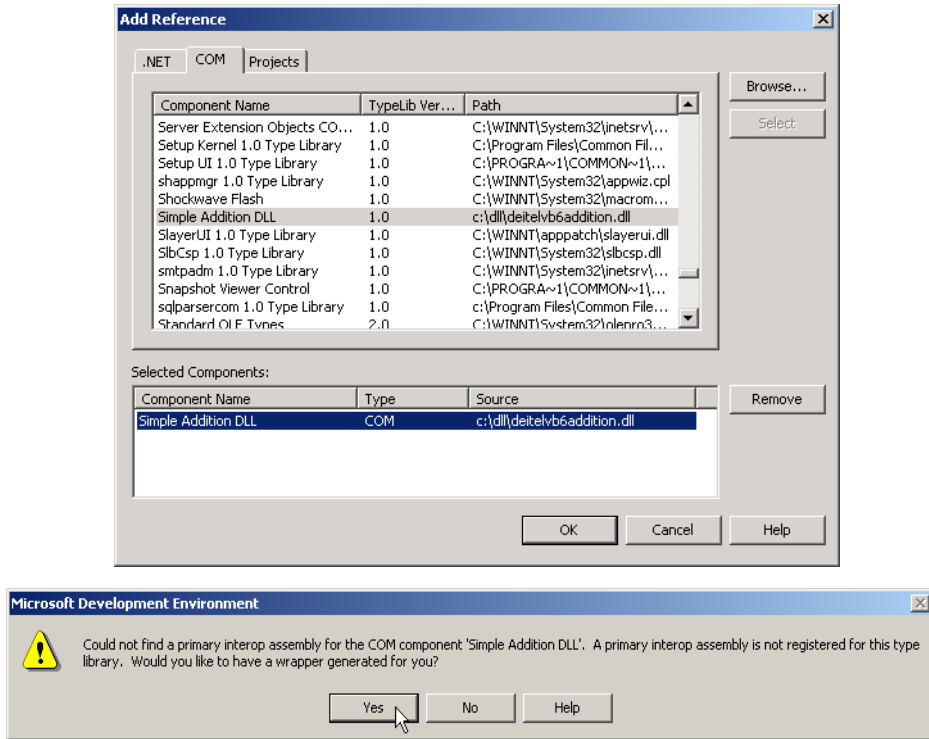 Add Reference
.NET COM Projects
Browse...
Select
Component Name TypeLib Ver... Path
Server Extension Objects CO... 1.0 C:\WINNT\System32\inetsrv\...
Setup Kernel 1.0 Type Library 1.0 C:\Program Files\Common Fil...
Setup UI 1.0 Type Library 1.0 C:\PROGRA~1\COMMON~1\...
shappmgr 1.0 Type Library 1.0 C:\WINNT\System32\appwiz.cpl
Shockwave Flash 1.0 C:\WINNT\System32\macrom...
Simple Addition DLL 1.0 c:\dll\deitelvb6addition.dll
SlayerUI 1.0 Type Library 1.0 C:\WINNT\apppatch\slayerui.dll
SlbCsp 1.0 Type Library 1.0 C:\WINNT\System32\slbcsp.dll
smtpadm 1.0 Type Library 1.0 C:\WINNT\System32\inetsrv\...
Snapshot Viewer Control 1.0 C:\PROGRA~1\COMMON~1\...
sqlparsercom 1.0 Type Library 1.0 c:\Program Files\Common File...
Standard OLE Types 2.0 C:\WINNT\System32\olepro3...
Selected Components:
Component Name Type Source
Remove
Simple Addition DLL COM c:\dll\deitelvb6addition.dll
OK Cancel Help
Microsoft Development Environment
Could not find a primary interop assembly for the COM component 'Simple Addition DLL'. A primary interop assembly is not registered for this type
library. Would you like to have a wrapper generated for you?
Yes No Help